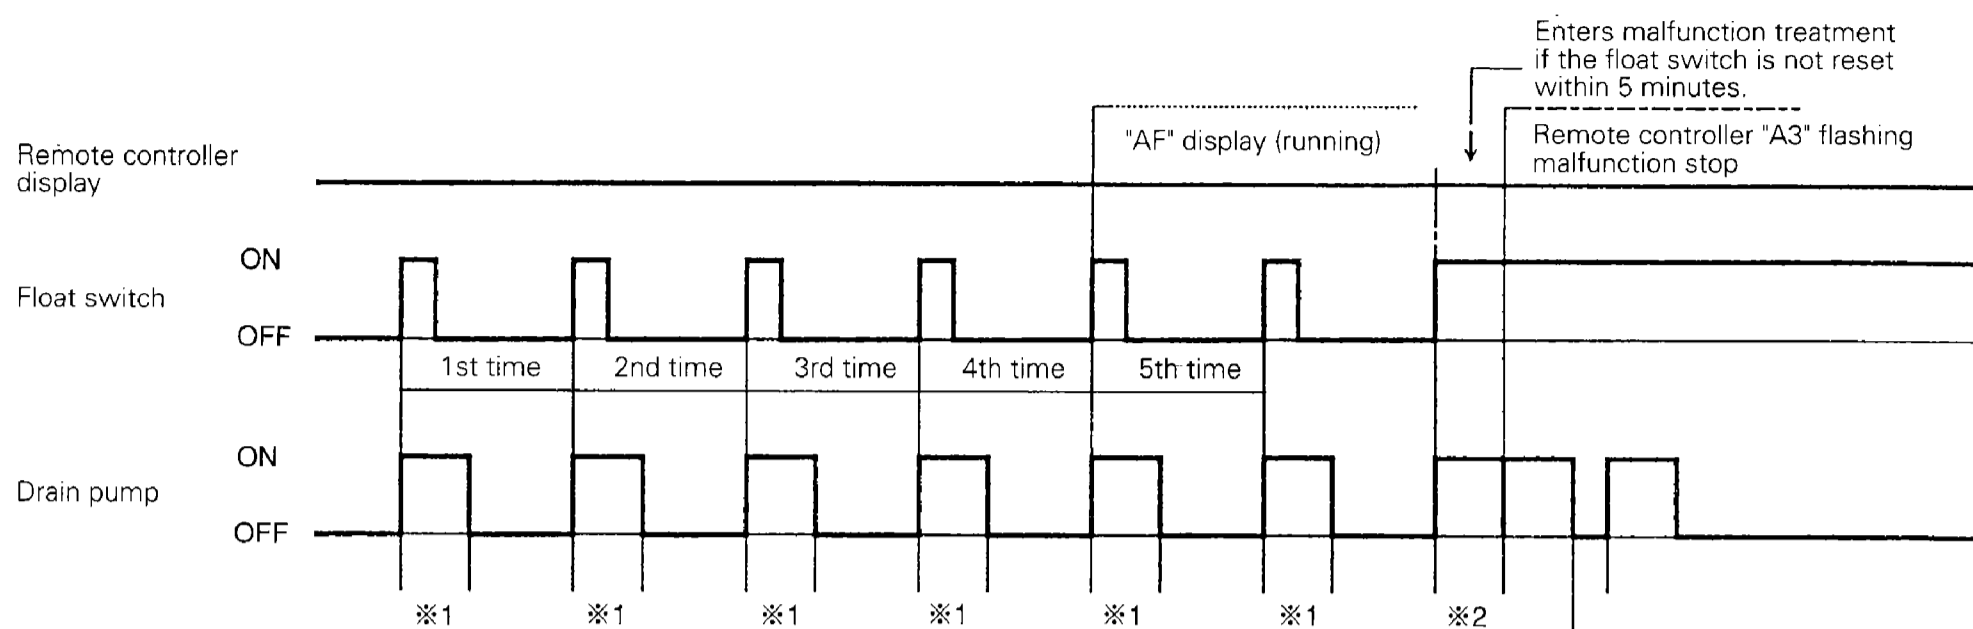 Enters malfunction treatment
if the float switch is not reset
within 5 minutes.
"AF" display (running)
Remote controller "A3" flashing
malfunction stop
Remote controller
display
ON
Float switch
OFF
1st time
2nd time
3rd time
4th time
5th time
ON
Drain pump
OFF
※1
※1
※1
※1
※1
※1
※2